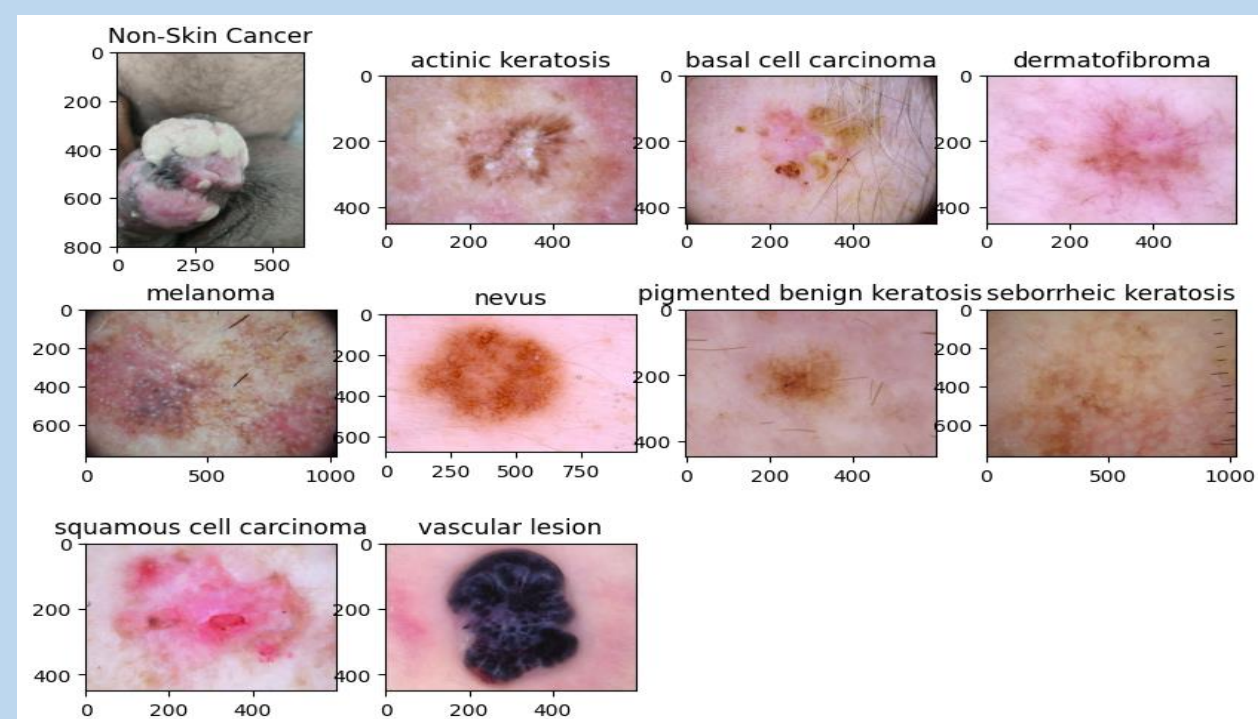 Non-Skin Cancer
0
200
400
600
800
0 250 500
actinic keratosis
0
200
400
0 200 400
basal cell carcinoma
0
200
400
0 200 400
dermatofibroma
0
200
400
0 200 400
melanoma
0
200
400
600
0 500 1000
nevus
0
200
400
600
250 500 750
pigmented benign keratosis
0
200
400
0 200 400
seborrheic keratosis
0
200
400
600
0 500 1000
squamous cell carcinoma
0
200
400
0 200 400
vascular lesion
0
200
400
0 200 400